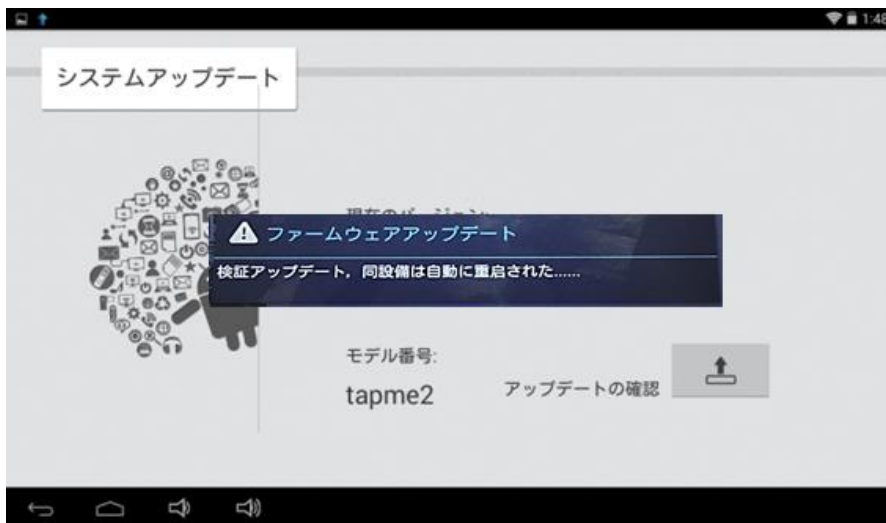 1:48
システムアップデート
ファームウェアアップデート
検証アップデート，同設備は自動に重启された......
モデル番号:
tapme2
アップデートの確認